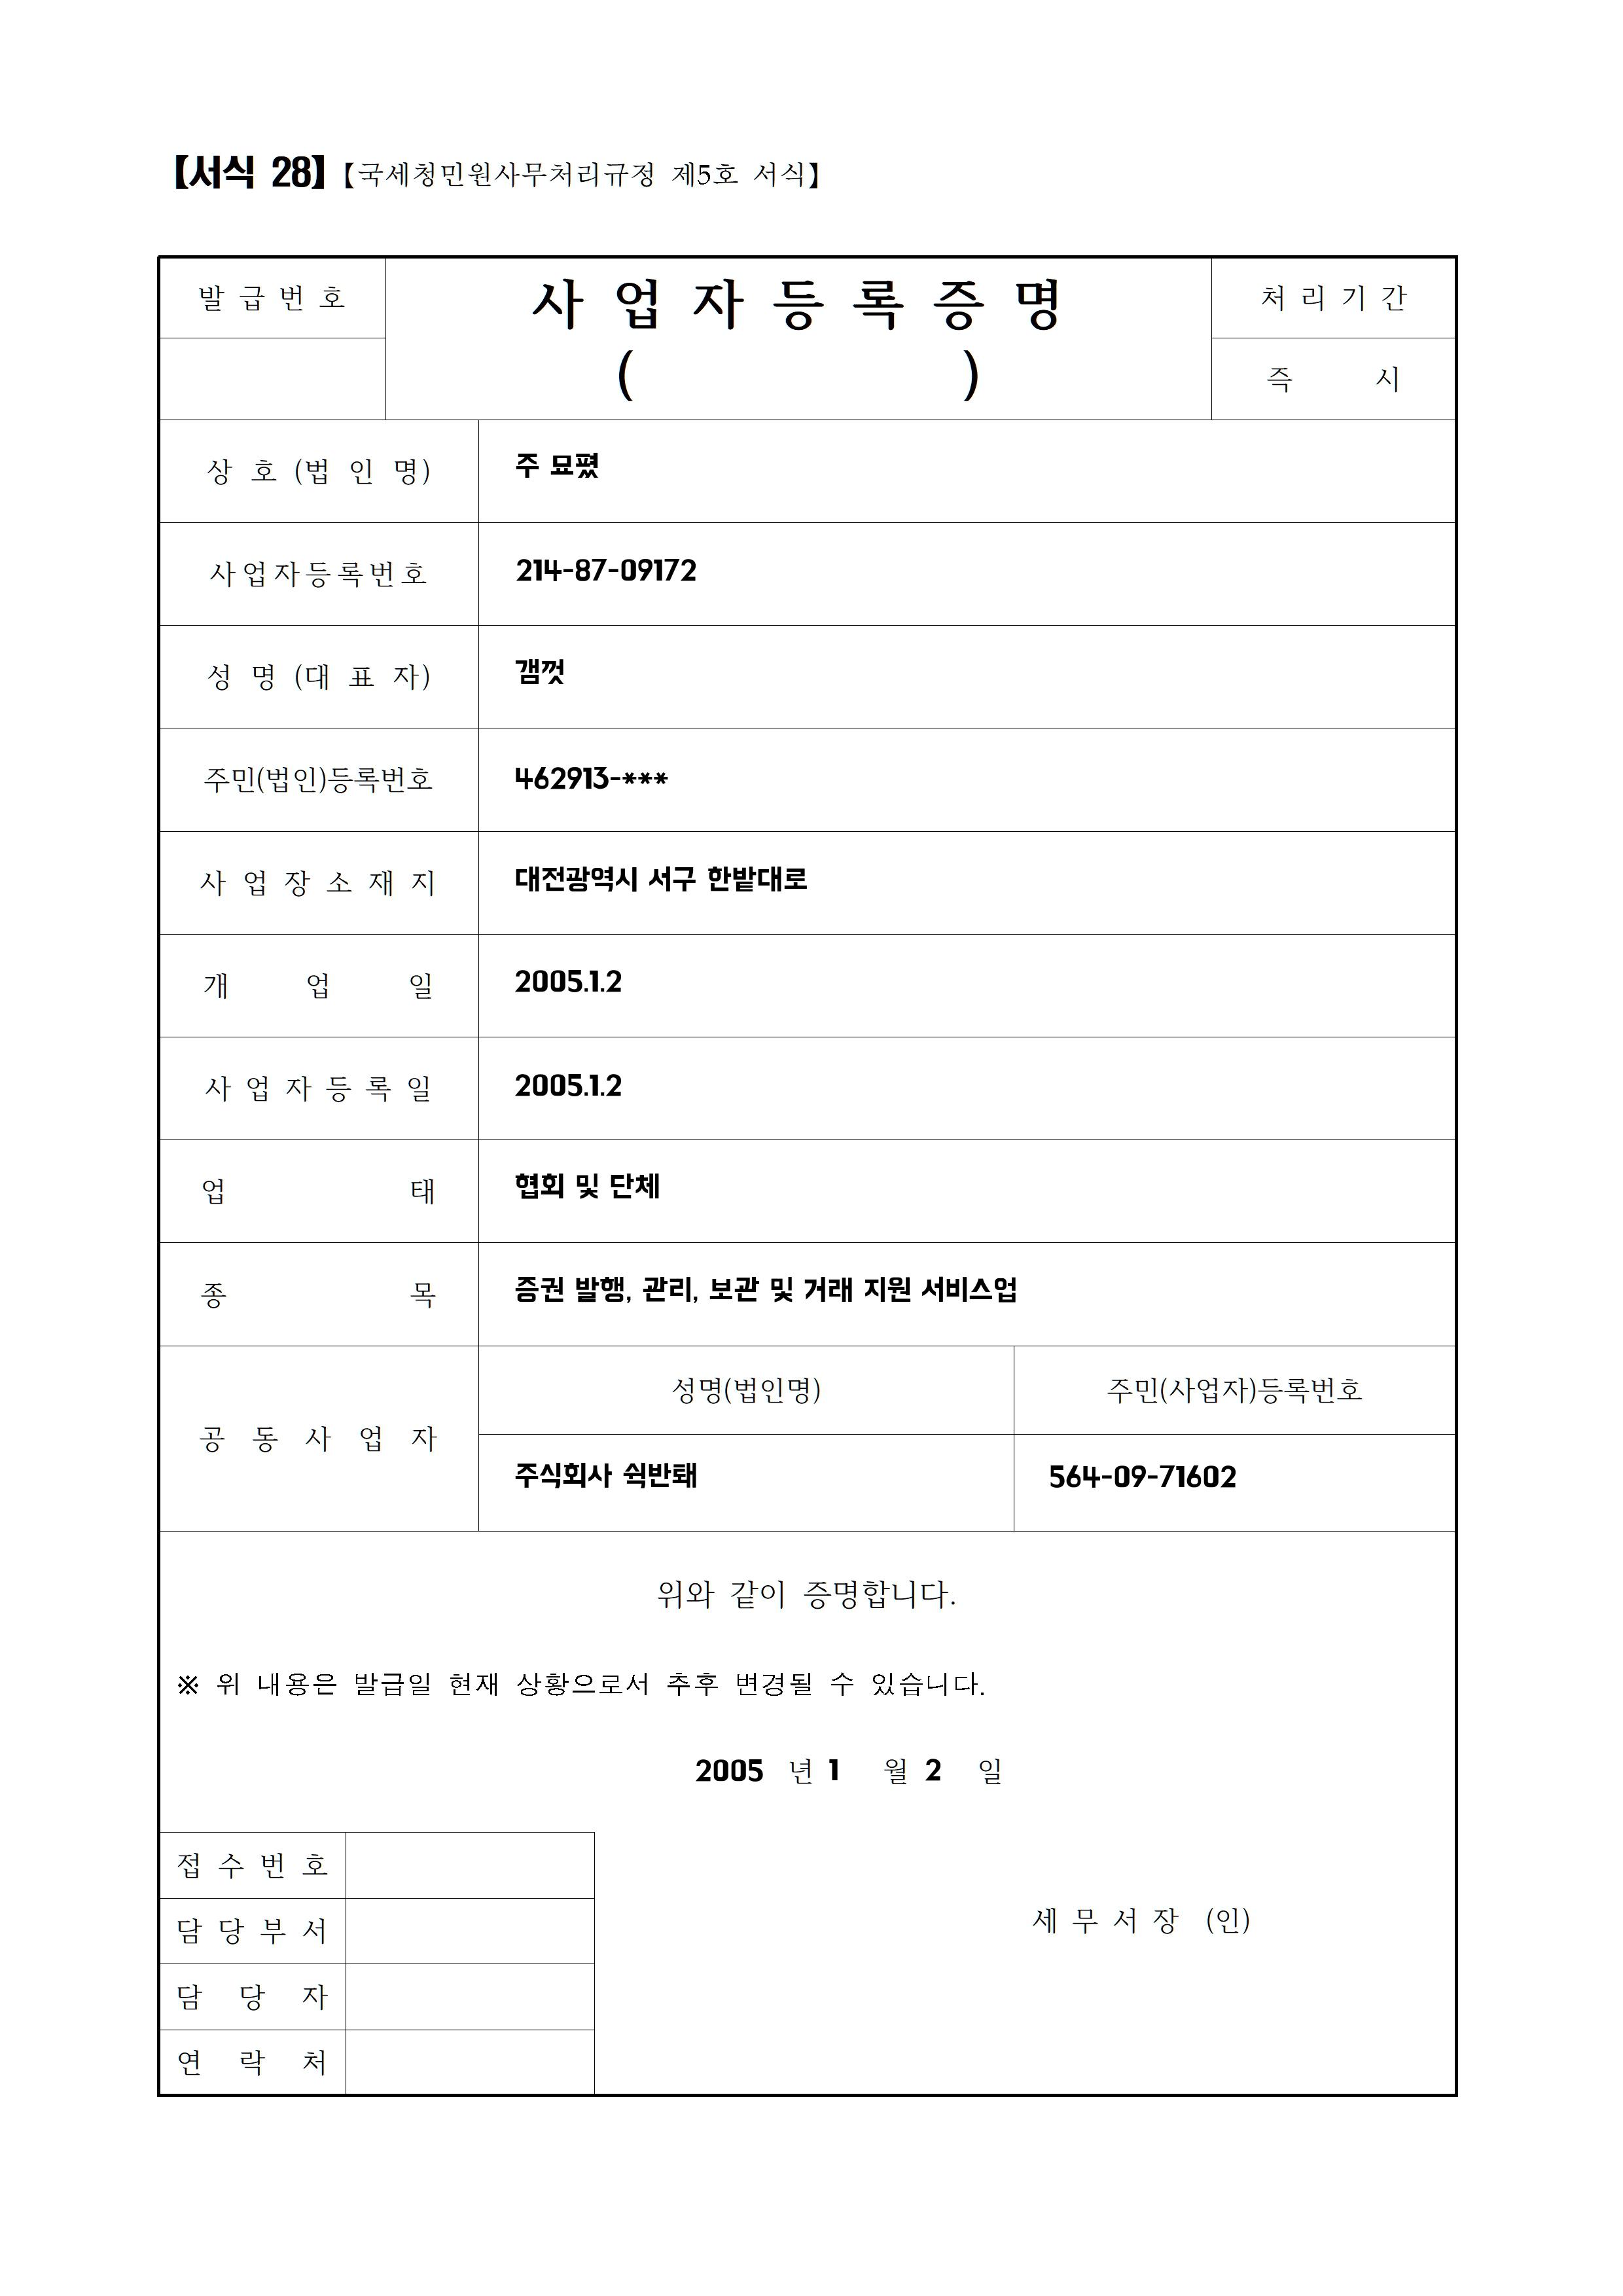 【서식 28】【국세청민원사무처리규정 제5호 서식】
발급번호
사업자등록증명
( )
처리기간
즉시
상호(법인명)
주 묘폈
사업자등록번호
214-87-09172
성명(대표자)
갬껏
주민(법인)등록번호
462913-***
사업장소재지
대전광역시 서구 한밭대로
개업일
2005.1.2
사업자등록일
2005.1.2
업태
협회 및 단체
종목
증권 발행, 관리, 보관 및 거래 지원 서비스업
공동사업자
성명(법인명)
주민(사업자)등록번호
주식회사 쉭반퇘
564-09-71602
위와 같이 증명합니다.
※ 위 내용은 발급일 현재 상황으로서 추후 변경될 수 있습니다.
2005 년 1 월 2 일
접수번호
담당부서
세무서장 (인)
담당자
연락처